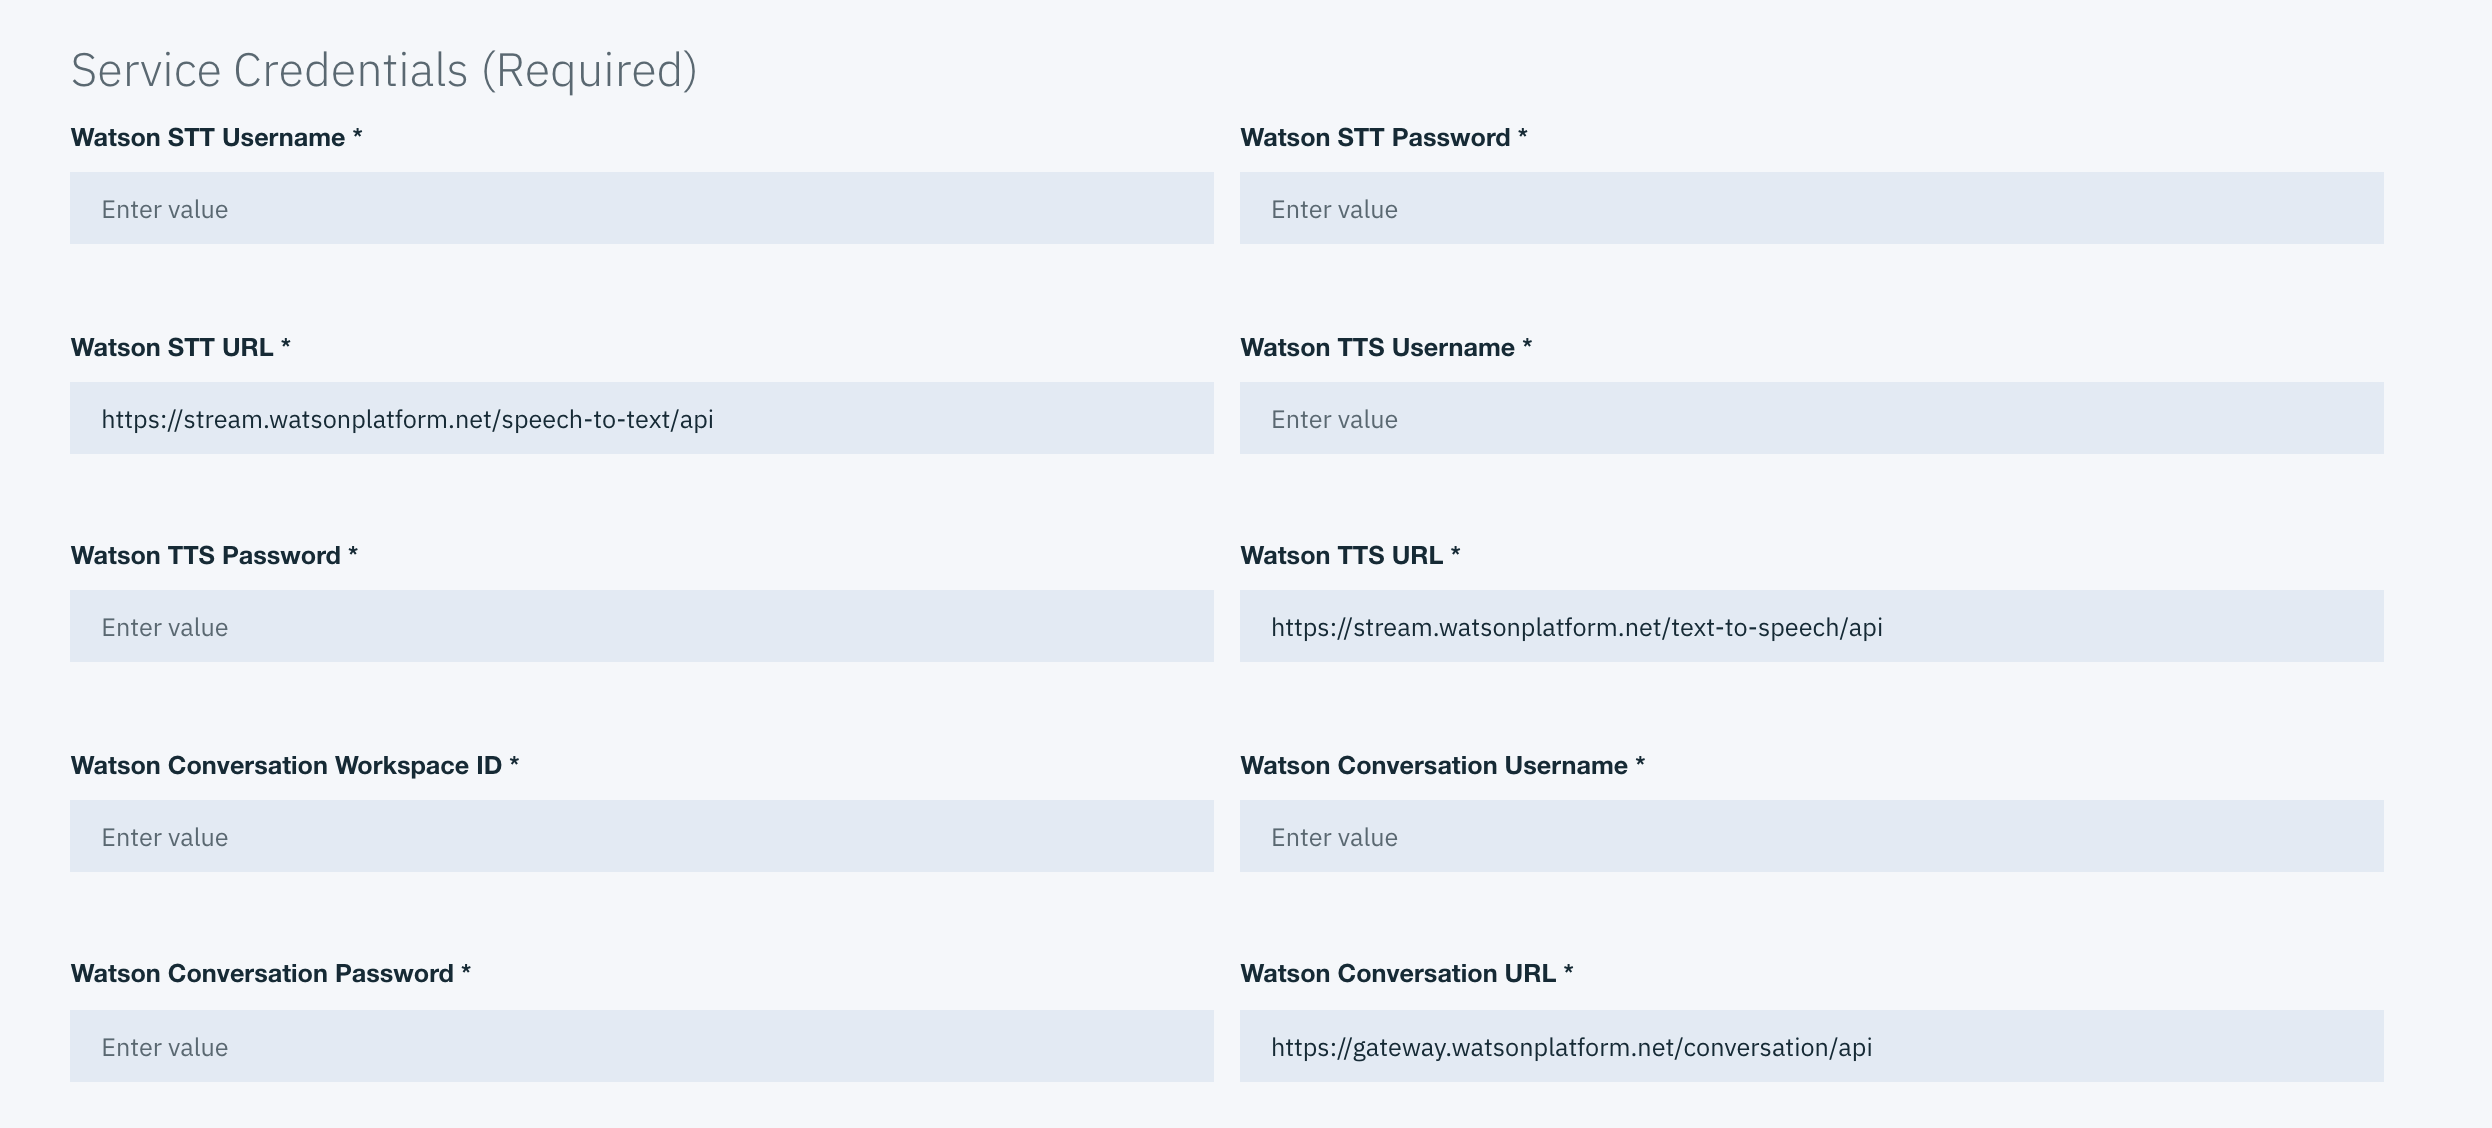 Service Credentials (Required)
Watson STT Username *
Watson STT Password *
Enter value
Enter value
Watson STT URL *
Watson TTS Username *
https://stream.watsonplatform.net/speech-to-text/api
Enter value
Watson TTS Password *
Watson TTS URL *
Enter value
https://stream.watsonplatform.net/text-to-speech/api
Watson Conversation Workspace ID *
Watson Conversation Username *
Enter value
Enter value
Watson Conversation Password *
Watson Conversation URL *
Enter value
https://gateway.watsonplatform.net/conversation/api